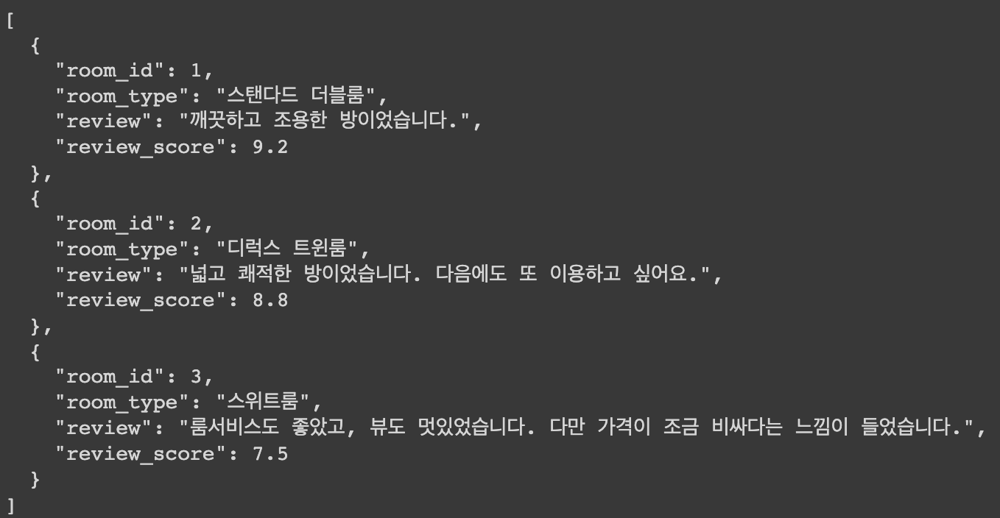 [
  {
    "room_id": 1,
    "room_type": "스탠다드 더블룸",
    "review": "깨끗하고 조용한 방이었습니다.",
    "review_score": 9.2
  },
  {
    "room_id": 2,
    "room_type": "디럭스 트윈룸",
    "review": "넓고 쾌적한 방이었습니다. 다음에도 또 이용하고 싶어요.",
    "review_score": 8.8
  },
  {
    "room_id": 3,
    "room_type": "스위트룸",
    "review": "룸서비스도 좋았고, 뷰도 멋있었습니다. 다만 가격이 조금 비싸다는 느낌이 들었습니다.",
    "review_score": 7.5
  }
]